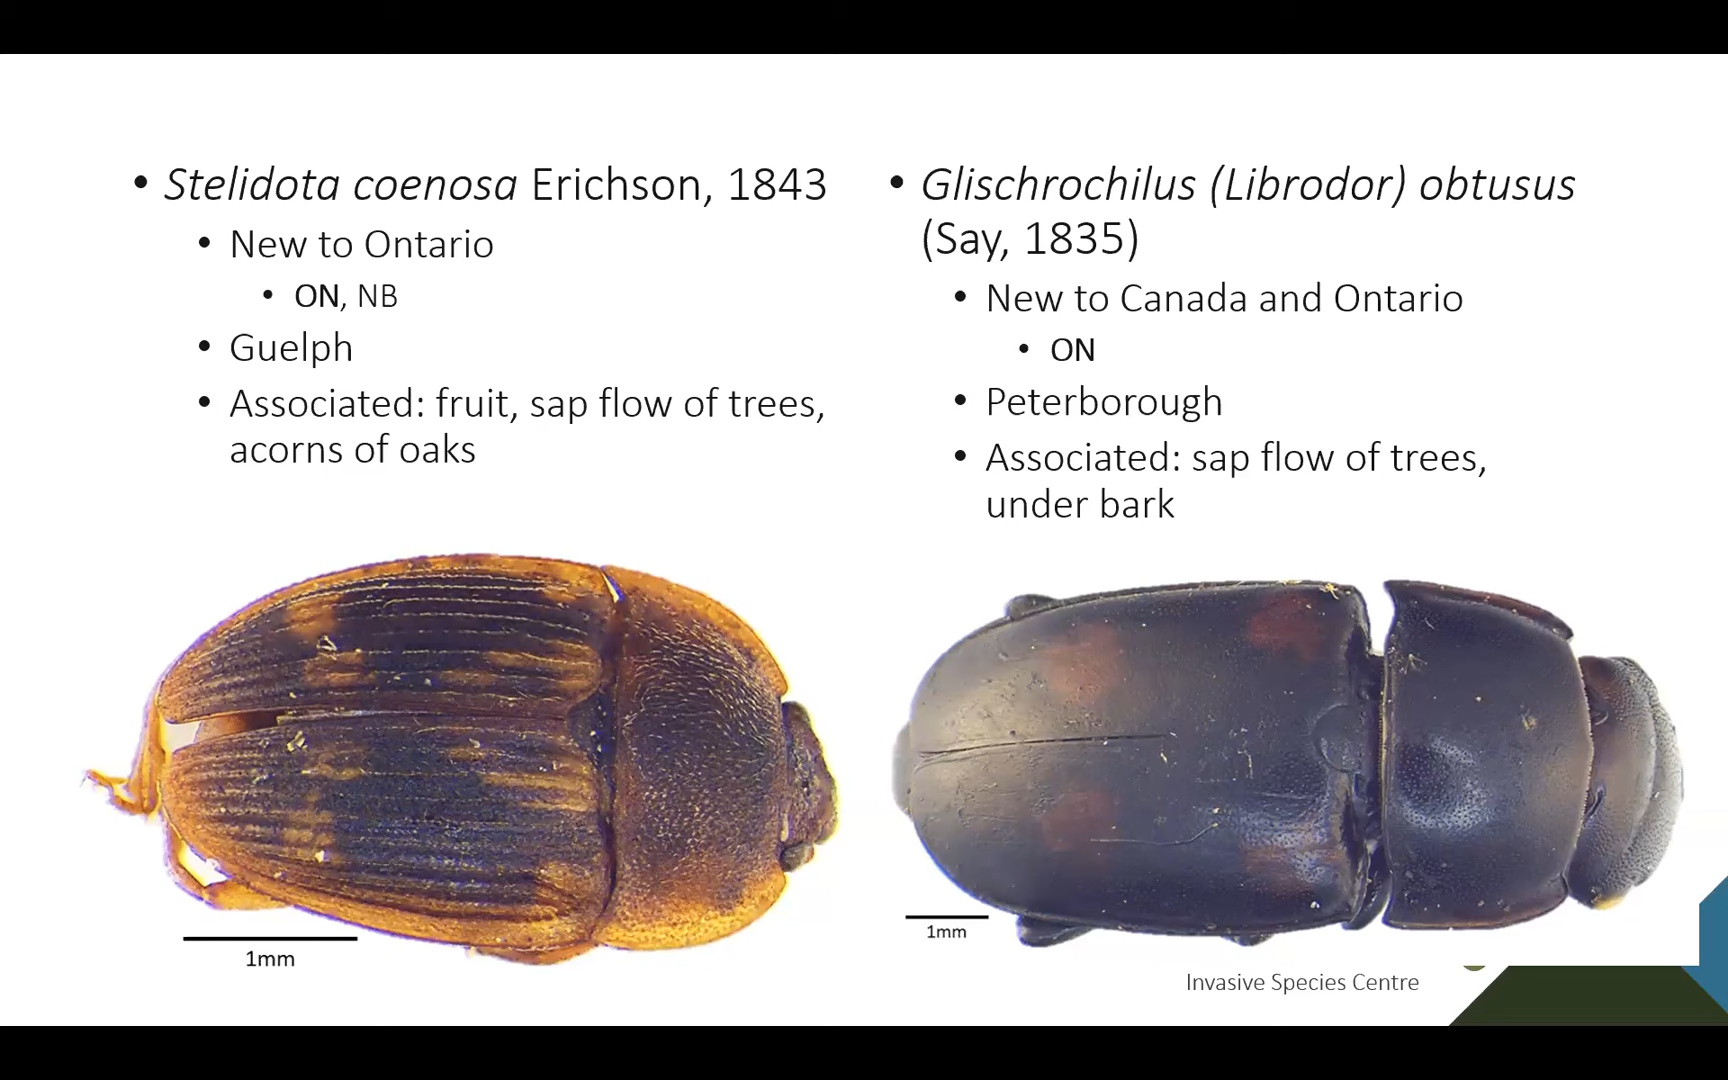 • Stelidota coenosa Erichson, 1843
• New to Ontario
• ON, NB
• Guelph
• Associated: fruit, sap flow of trees,
acorns of oaks
1mm
• Glischrochilus (Librodor) obtusus
(Say, 1835)
• New to Canada and Ontario
• ON
• Peterborough
• Associated: sap flow of trees,
under bark
1mm
Invasive Species Centre